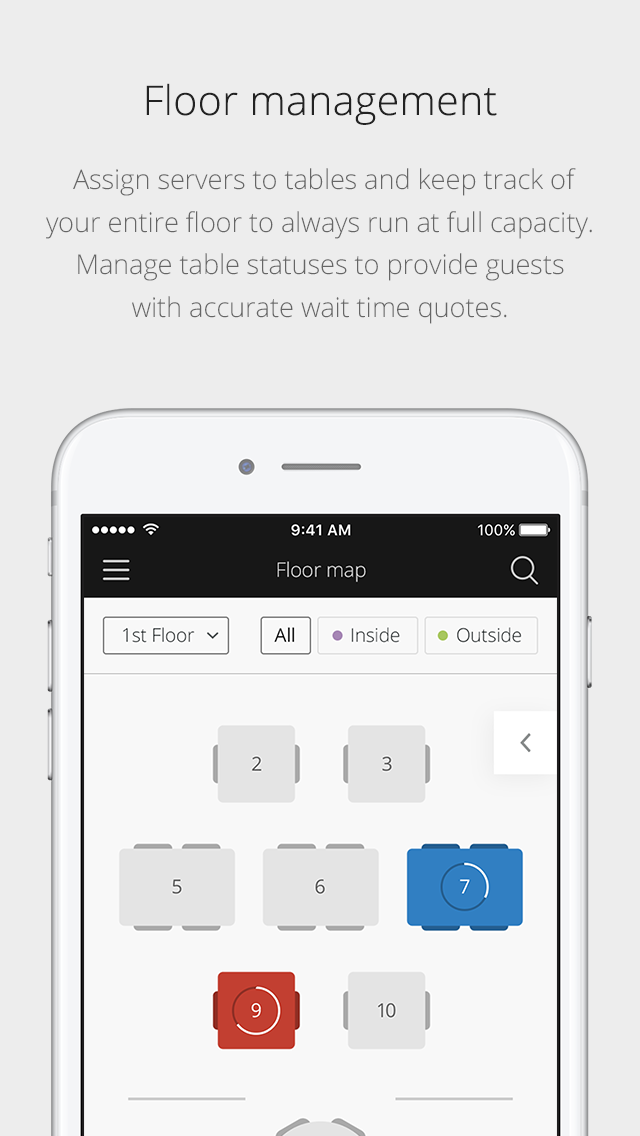 Floor management
Assign servers to tables and keep track of
your entire floor to always run at full capacity.
Manage table statuses to provide guests
with accurate wait time quotes.
9:41 AM
100%
Floor map
1st Floor
All
Inside
Outside
2
3
5
6
7
9
10